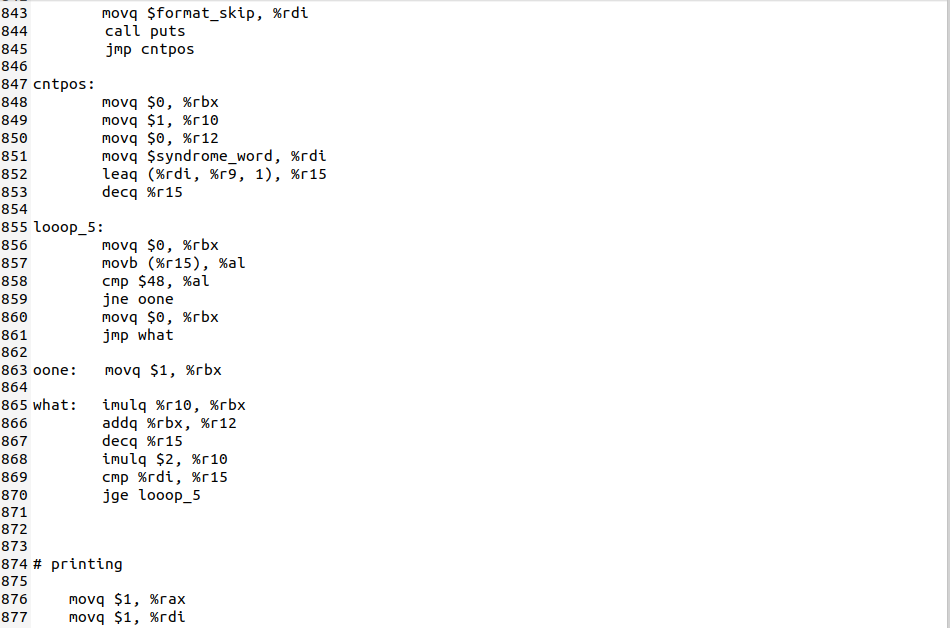 843 movq $format_skip, %rdi
844 call puts
845 jmp cntpos
846
847 cntpos:
848 movq $0, %rbx
849 movq $1, %r10
850 movq $0, %r12
851 movq $syndrome_word, %rdi
852 leaq (%rdi, %r9, 1), %r15
853 decq %r15
854
855 looop_5:
856 movq $0, %rbx
857 movb (%r15), %al
858 cmp $48, %al
859 jne oone
860 movq $0, %rbx
861 jmp what
862
863 oone: movq $1, %rbx
864
865 what: imulq %r10, %rbx
866 addq %rbx, %r12
867 decq %r15
868 imulq $2, %r10
869 cmp %rdi, %r15
870 jge looop_5
871
872
873
874 # printing
875
876 movq $1, %rax
877 movq $1, %rdi